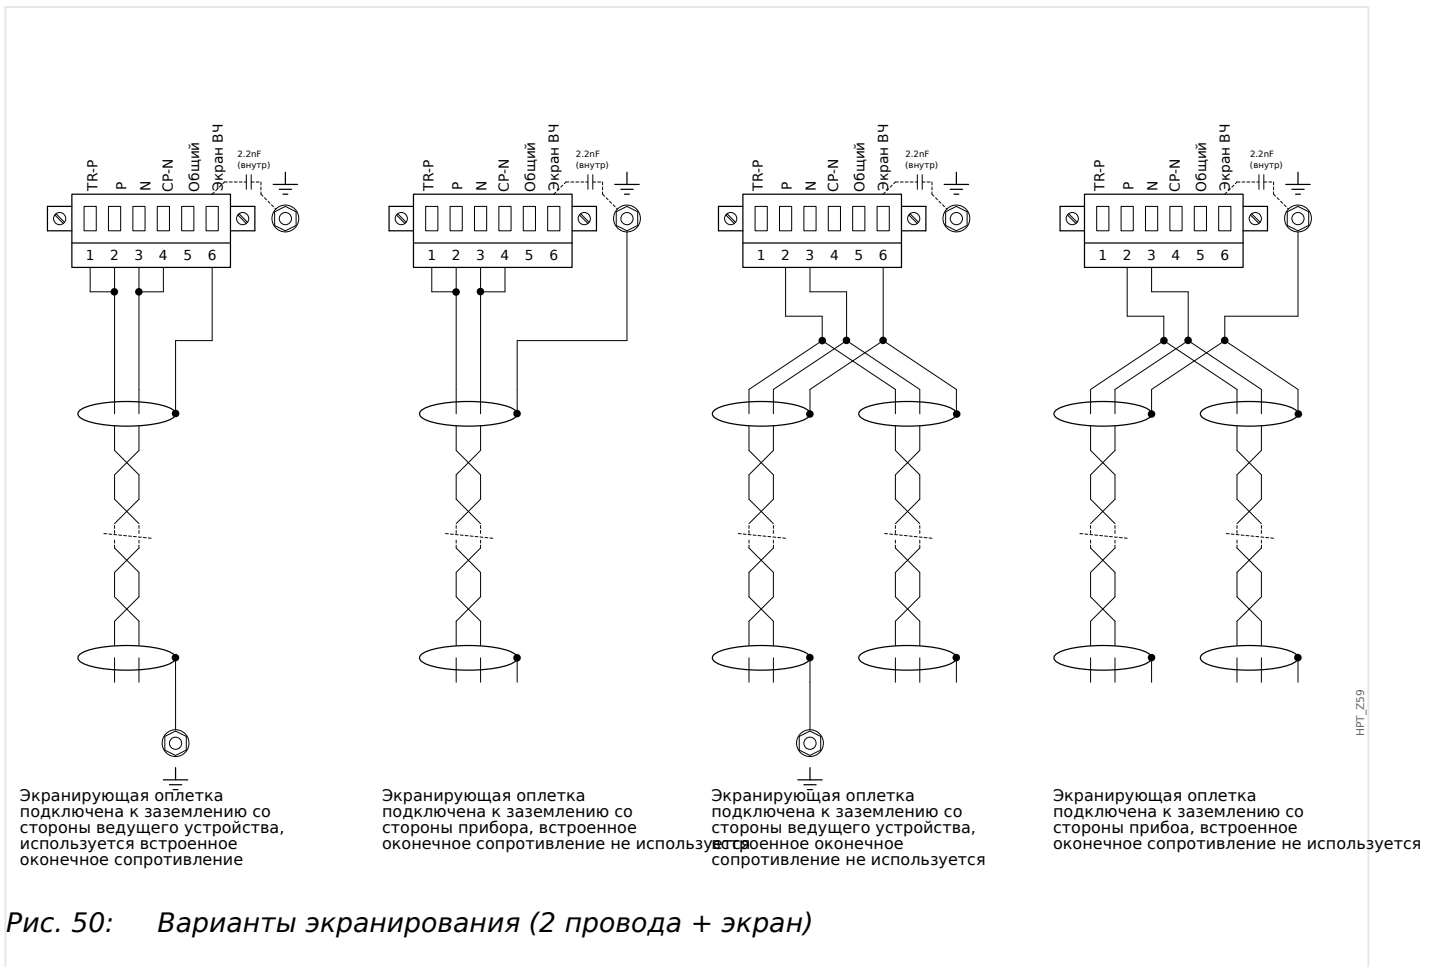 TR-P
P
N
CP-N
Общий
Экран ВЧ
2.2nF
(внутр)
1 2 3 4 5 6
Экранирующая оплетка
подключена к заземлению со
стороны ведущего устройства,
используется встроенное
оконечное сопротивление
TR-P
P
N
CP-N
Общий
Экран ВЧ
2.2nF
(внутр)
1 2 3 4 5 6
Экранирующая оплетка
подключена к заземлению со
стороны прибора, встроенное
оконечное сопротивление не используется
TR-P
P
N
CP-N
Общий
Экран ВЧ
2.2nF
(внутр)
1 2 3 4 5 6
Экранирующая оплетка
подключена к заземлению со
стороны ведущего устройства,
встроенное оконечное
сопротивление не используется
TR-P
P
N
CP-N
Общий
Экран ВЧ
2.2nF
(внутр)
1 2 3 4 5 6
Экранирующая оплетка
подключена к заземлению со
стороны прибоа, встроенное
оконечное сопротивление не используется
HPT_Z59
Рис. 50: Варианты экранирования (2 провода + экран)